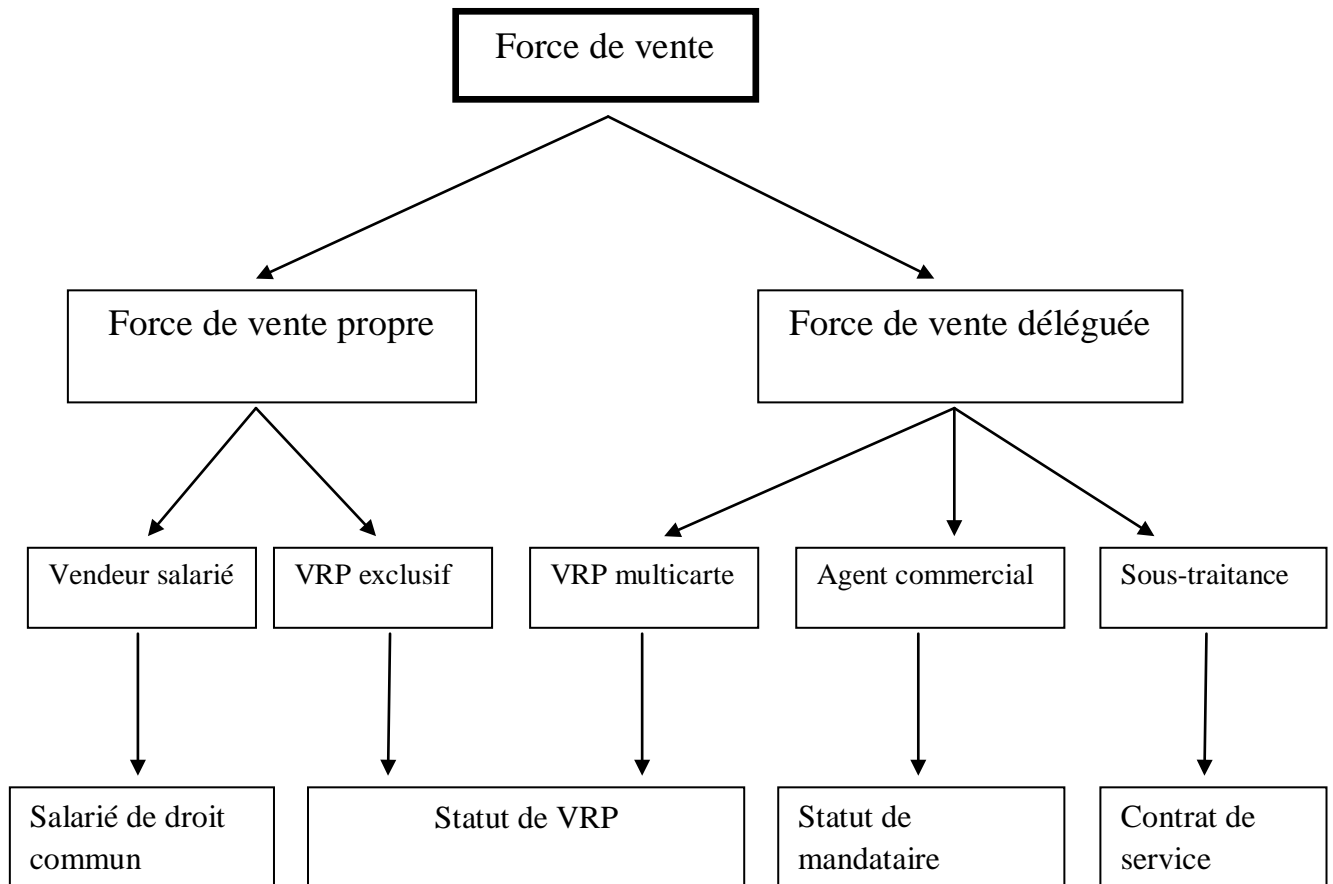 Force de vente
Force de vente propre
Force de vente déléguée
Vendeur salarié
VRP exclusif
VRP multicarte
Agent commercial
Sous-traitance
Salarié de droit
commun
Statut de VRP
Statut de
mandataire
Contrat de
service